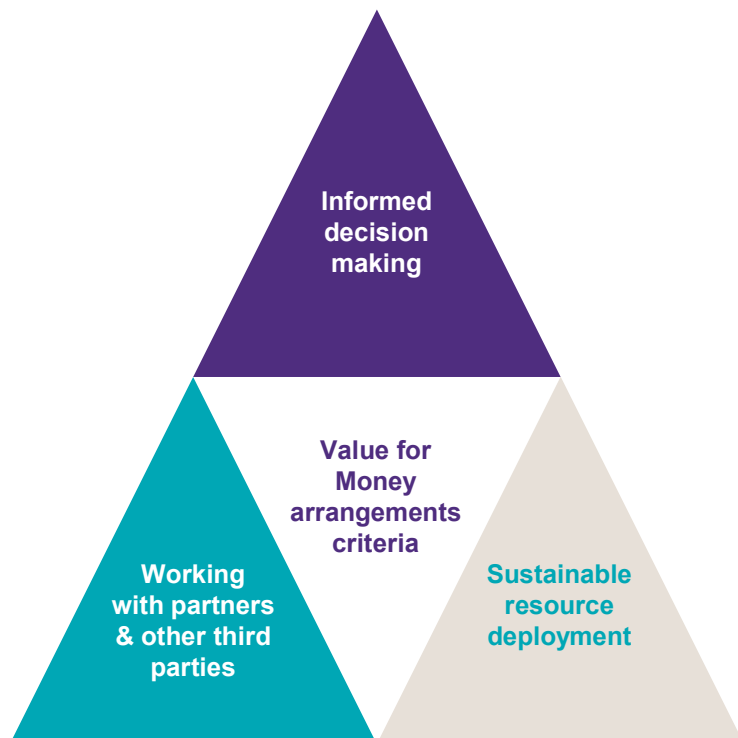 Informed
decision
making
Value for
Money
arrangements
criteria
Working
with partners
& other third
parties
Sustainable
resource
deployment